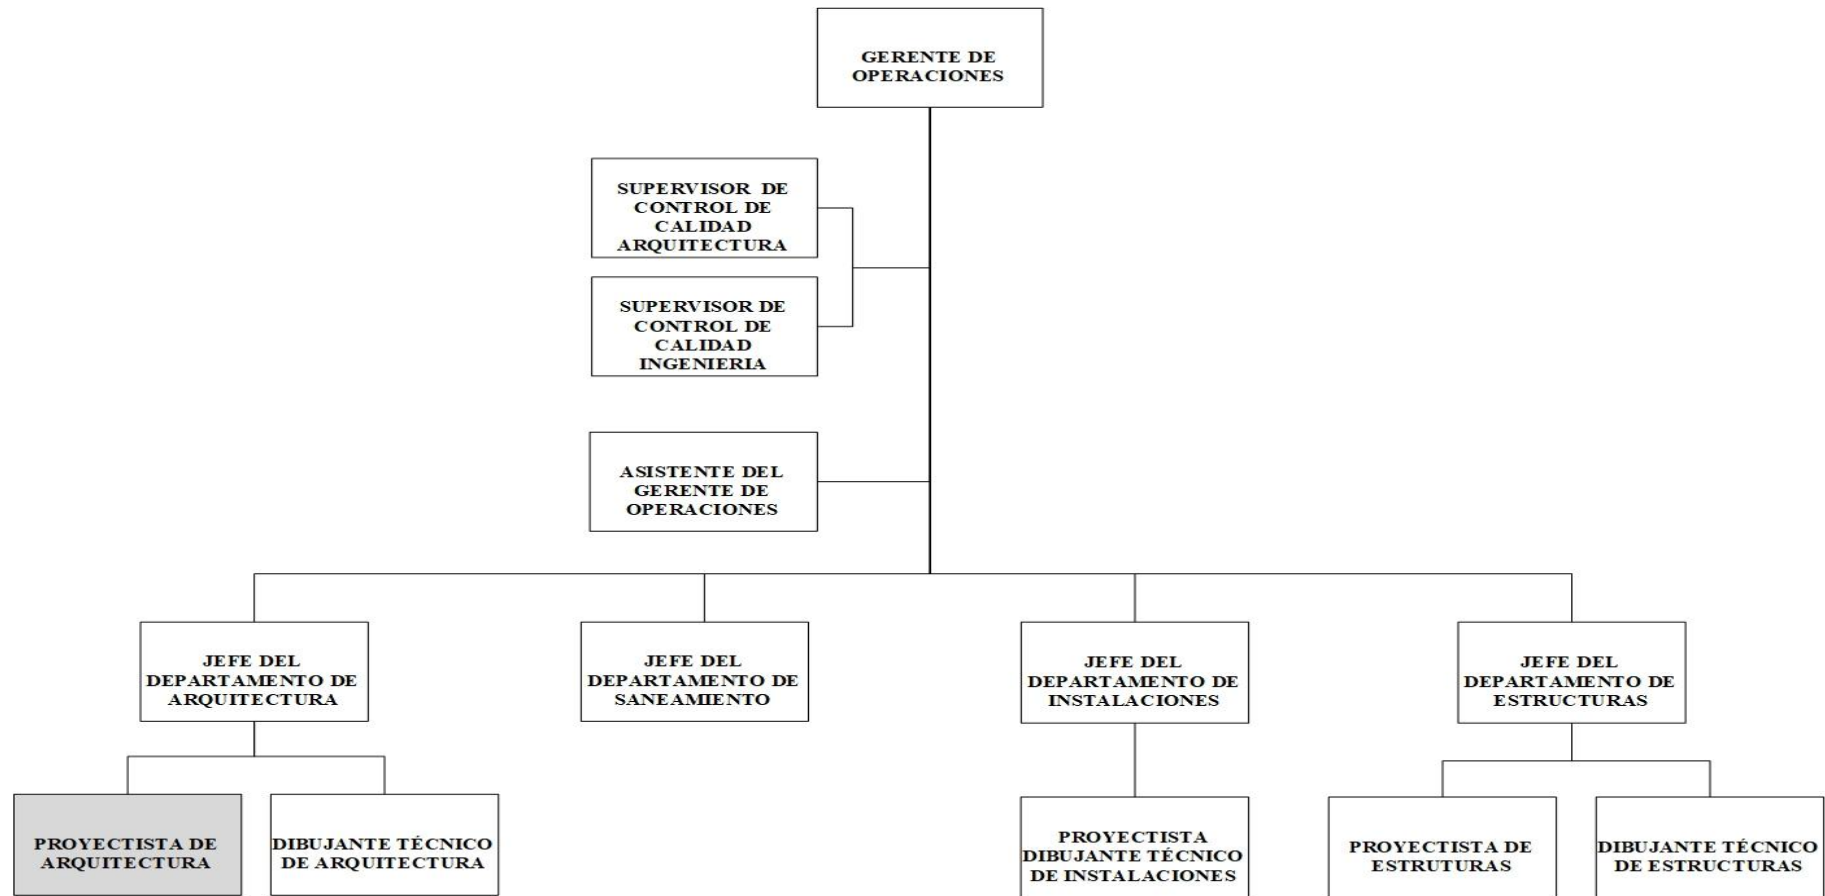 GERENTE DE
OPERACIONES
SUPERVISOR DE
CONTROL DE
CALIDAD
ARQUITECTURA
SUPERVISOR DE
CONTROL DE
CALIDAD
INGENIERIA
ASISTENTE DEL
GERENTE DE
OPERACIONES
JEFE DEL
DEPARTAMENTO DE
ARQUITECTURA
JEFE DEL
DEPARTAMENTO DE
SANEAMIENTO
JEFE DEL
DEPARTAMENTO DE
INSTALACIONES
JEFE DEL
DEPARTAMENTO DE
ESTRUCTURAS
PROYECTISTA DE
ARQUITECTURA
DIBUJANTE TÉCNICO
DE ARQUITECTURA
PROYECTISTA
DIBUJANTE TÉCNICO
DE INSTALACIONES
PROYECTISTA DE
ESTRUTURAS
DIBUJANTE TÉCNICO
DE ESTRUCTURAS